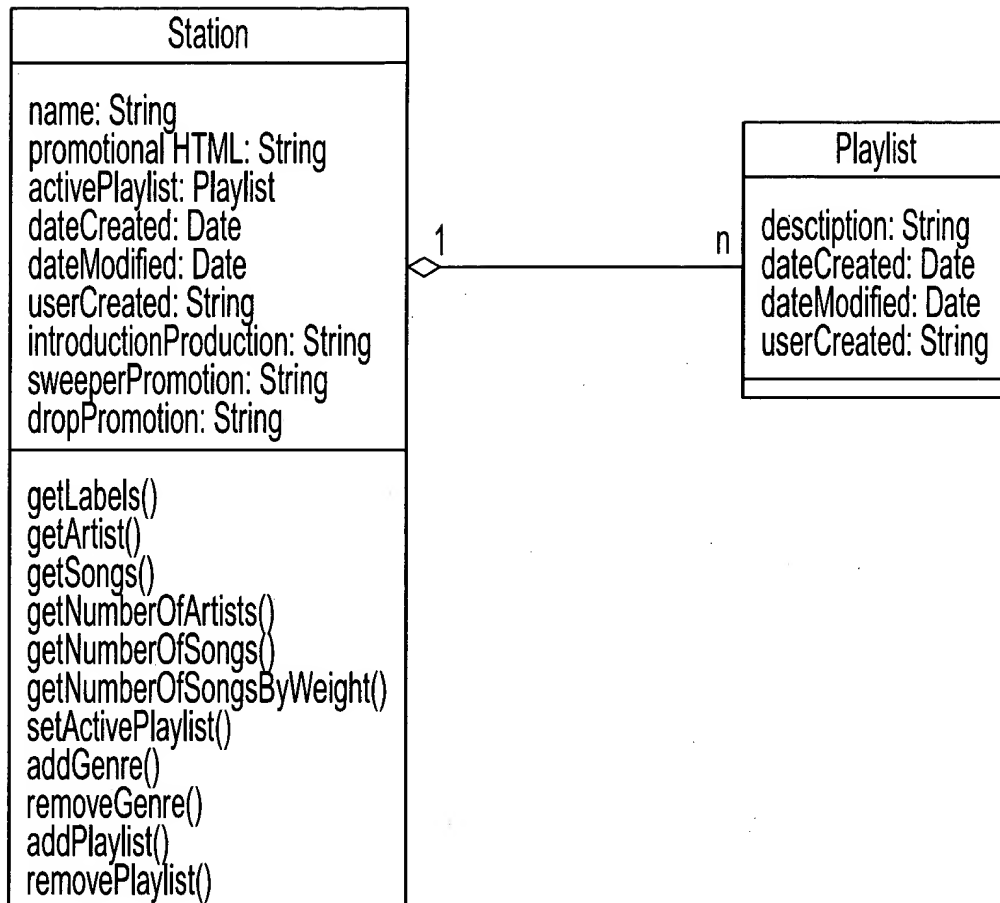 Station
name: String
promotional HTML: String
activePlaylist: Playlist
dateCreated: Date
dateModified: Date
userCreated: String
introductionProduction: String
sweeperPromotion: String
dropPromotion: String
getLabels()
getArtist()
getSongs()
getNumberOfArtists()
getNumberOfSongs()
getNumberOfSongsByWeight()
setActivePlaylist()
addGenre()
removeGenre()
addPlaylist()
removePlaylist()
1
n
Playlist
desctiption: String
dateCreated: Date
dateModified: Date
userCreated: String